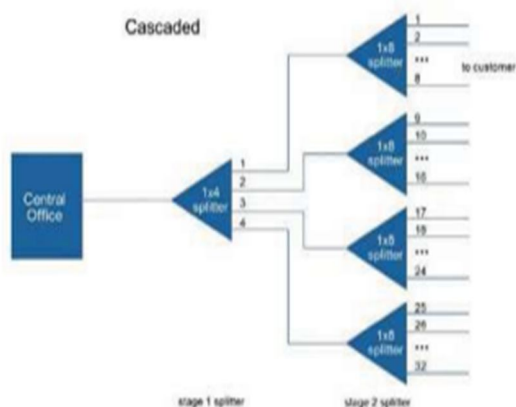 Cascaded
Central
Office
1x4
splitter
1
2
3
4
1x8
splitter
1
2
...
8
to customer
1x8
splitter
9
10
...
16
1x8
splitter
17
18
...
24
1x8
splitter
25
26
...
32
stage 1 splitter
stage 2 splitter